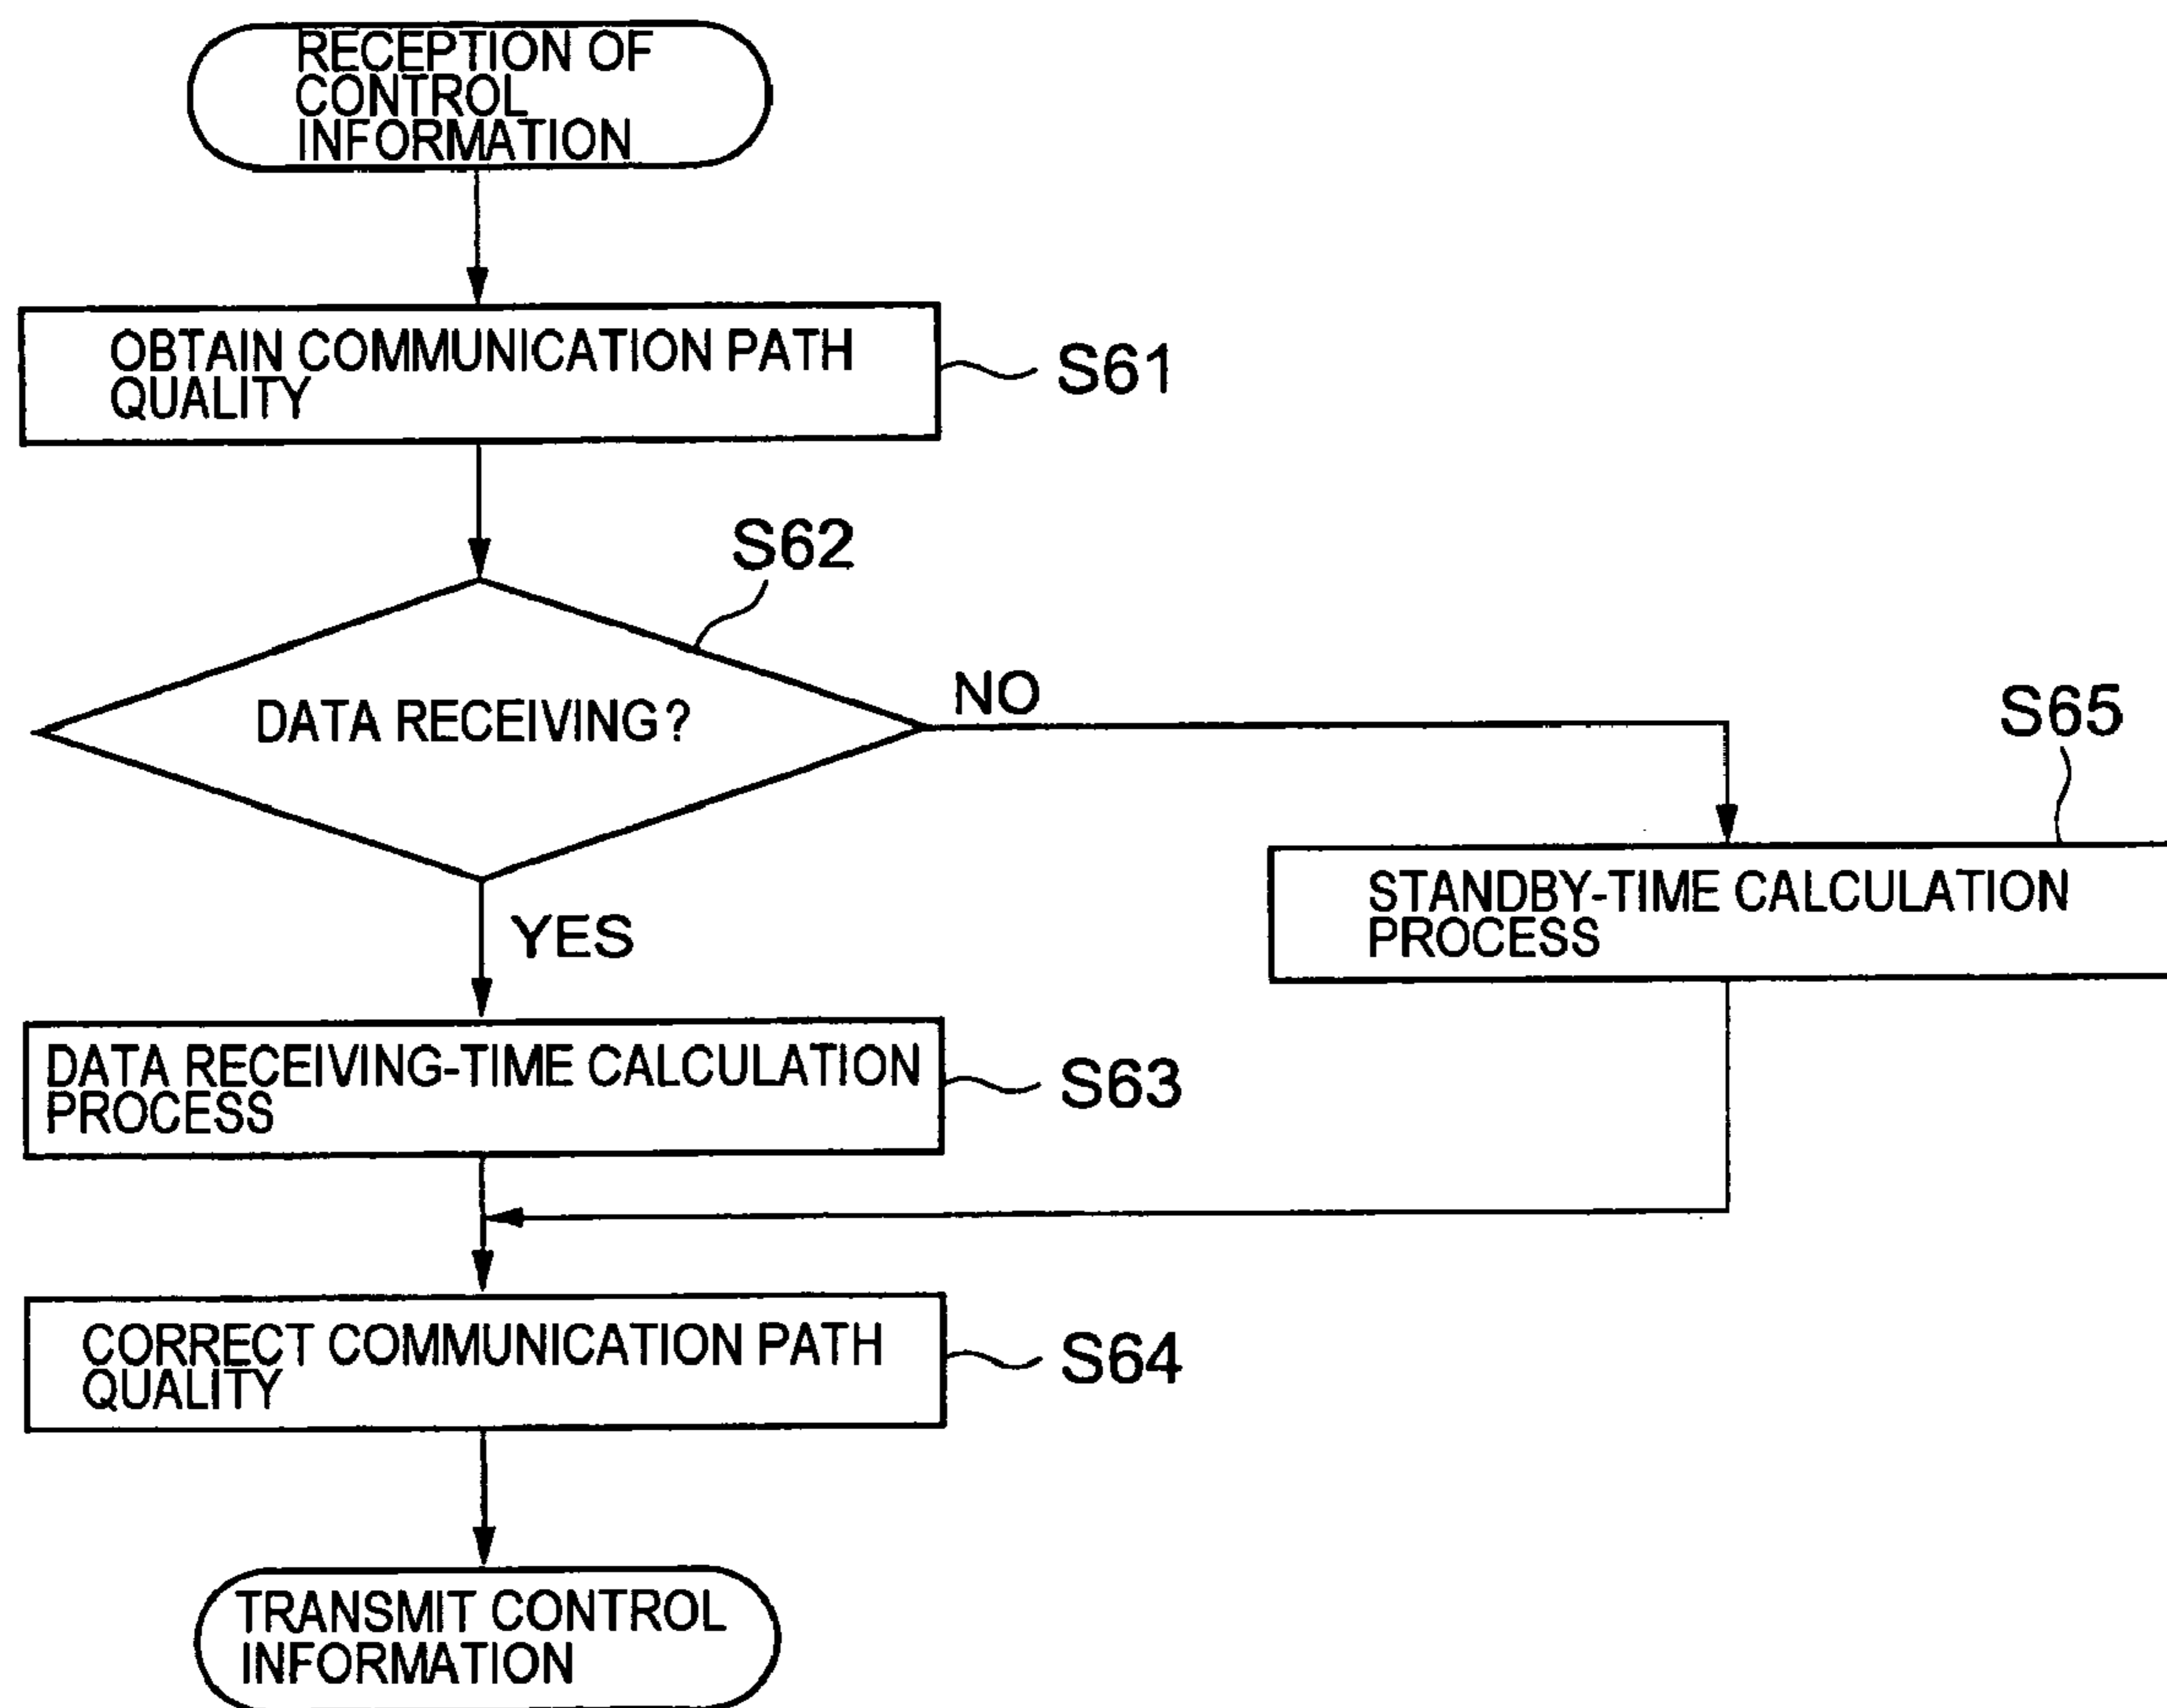 RECEPTION OF
CONTROL
INFORMATION
OBTAIN COMMUNICATION PATH
QUALITY
S61
S62
DATA RECEIVING?
NO
S65
STANDBY-TIME CALCULATION
PROCESS
YES
DATA RECEIVING-TIME CALCULATION
PROCESS
S63
CORRECT COMMUNICATION PATH
QUALITY
S64
TRANSMIT CONTROL
INFORMATION